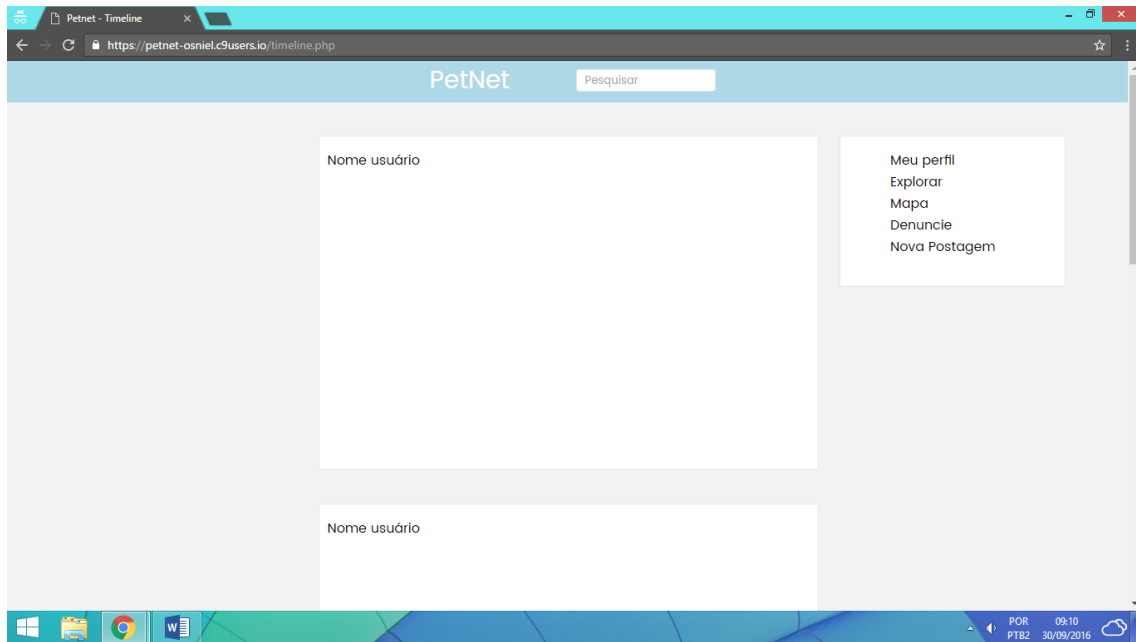 Petnet - Timeline
https://petnet-osniel.c9users.io/timeline.php
PetNet
Pesquisar
Nome usuário
Meu perfil
Explorar
Mapa
Denuncie
Nova Postagem
Nome usuário
POR
PTB2
09:10
30/09/2016